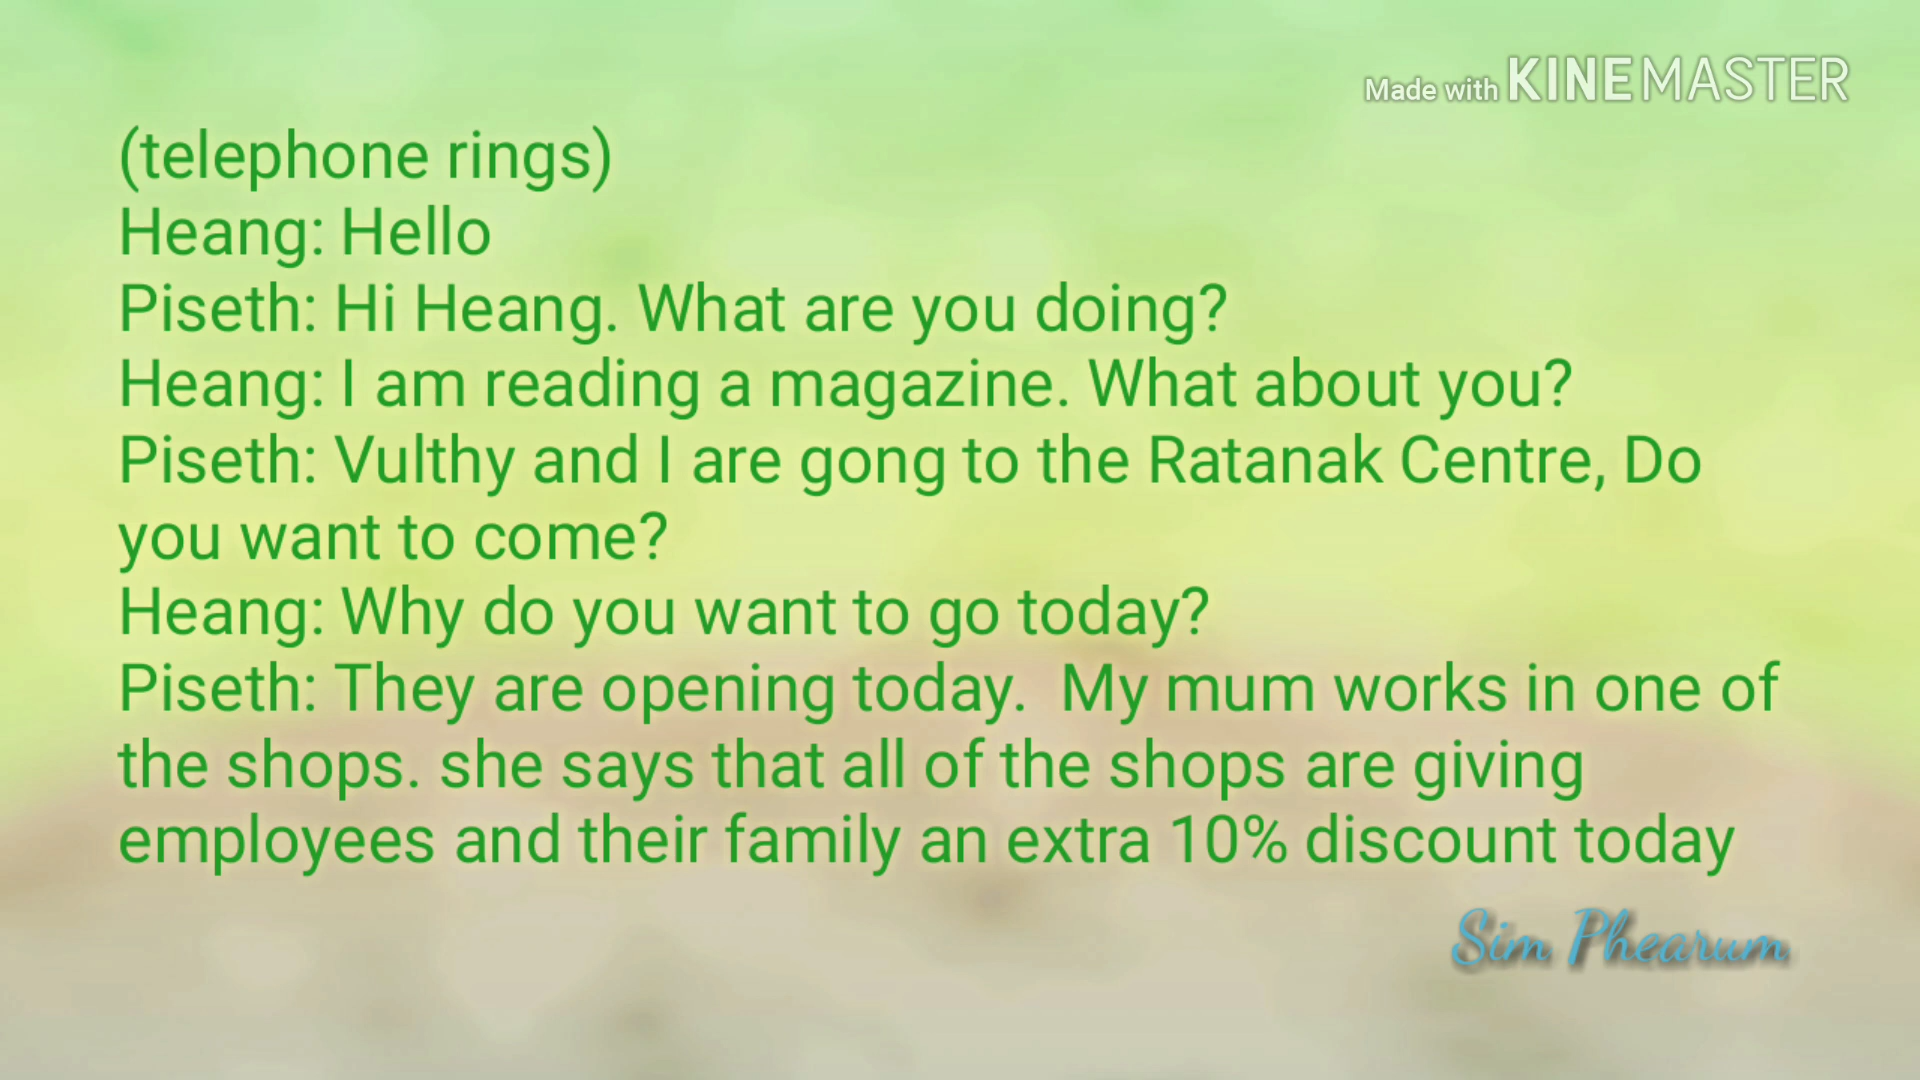 Made with KINEMASTER
(telephone rings)
Heang: Hello
Piseth: Hi Heang. What are you doing?
Heang: I am reading a magazine. What about you?
Piseth: Vulthy and I are gong to the Ratanak Centre, Do
you want to come?
Heang: Why do you want to go today?
Piseth: They are opening today.  My mum works in one of
the shops. she says that all of the shops are giving
employees and their family an extra 10% discount today
Sim Phearum